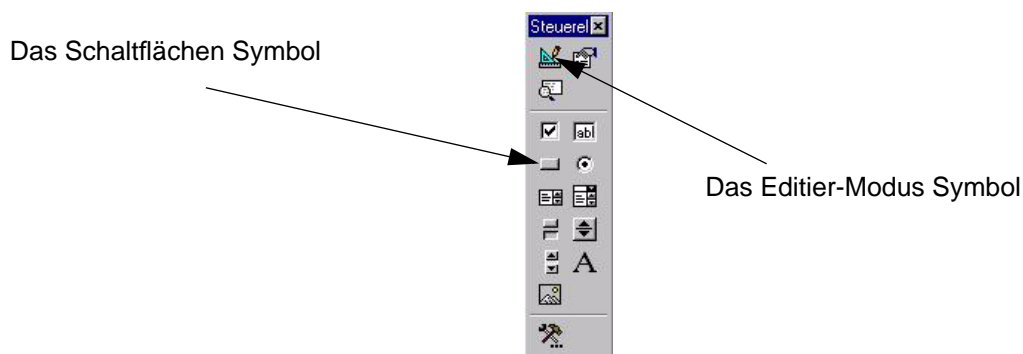 Steuerel
Das Schaltflächen Symbol
abl
Das Editier-Modus Symbol
A